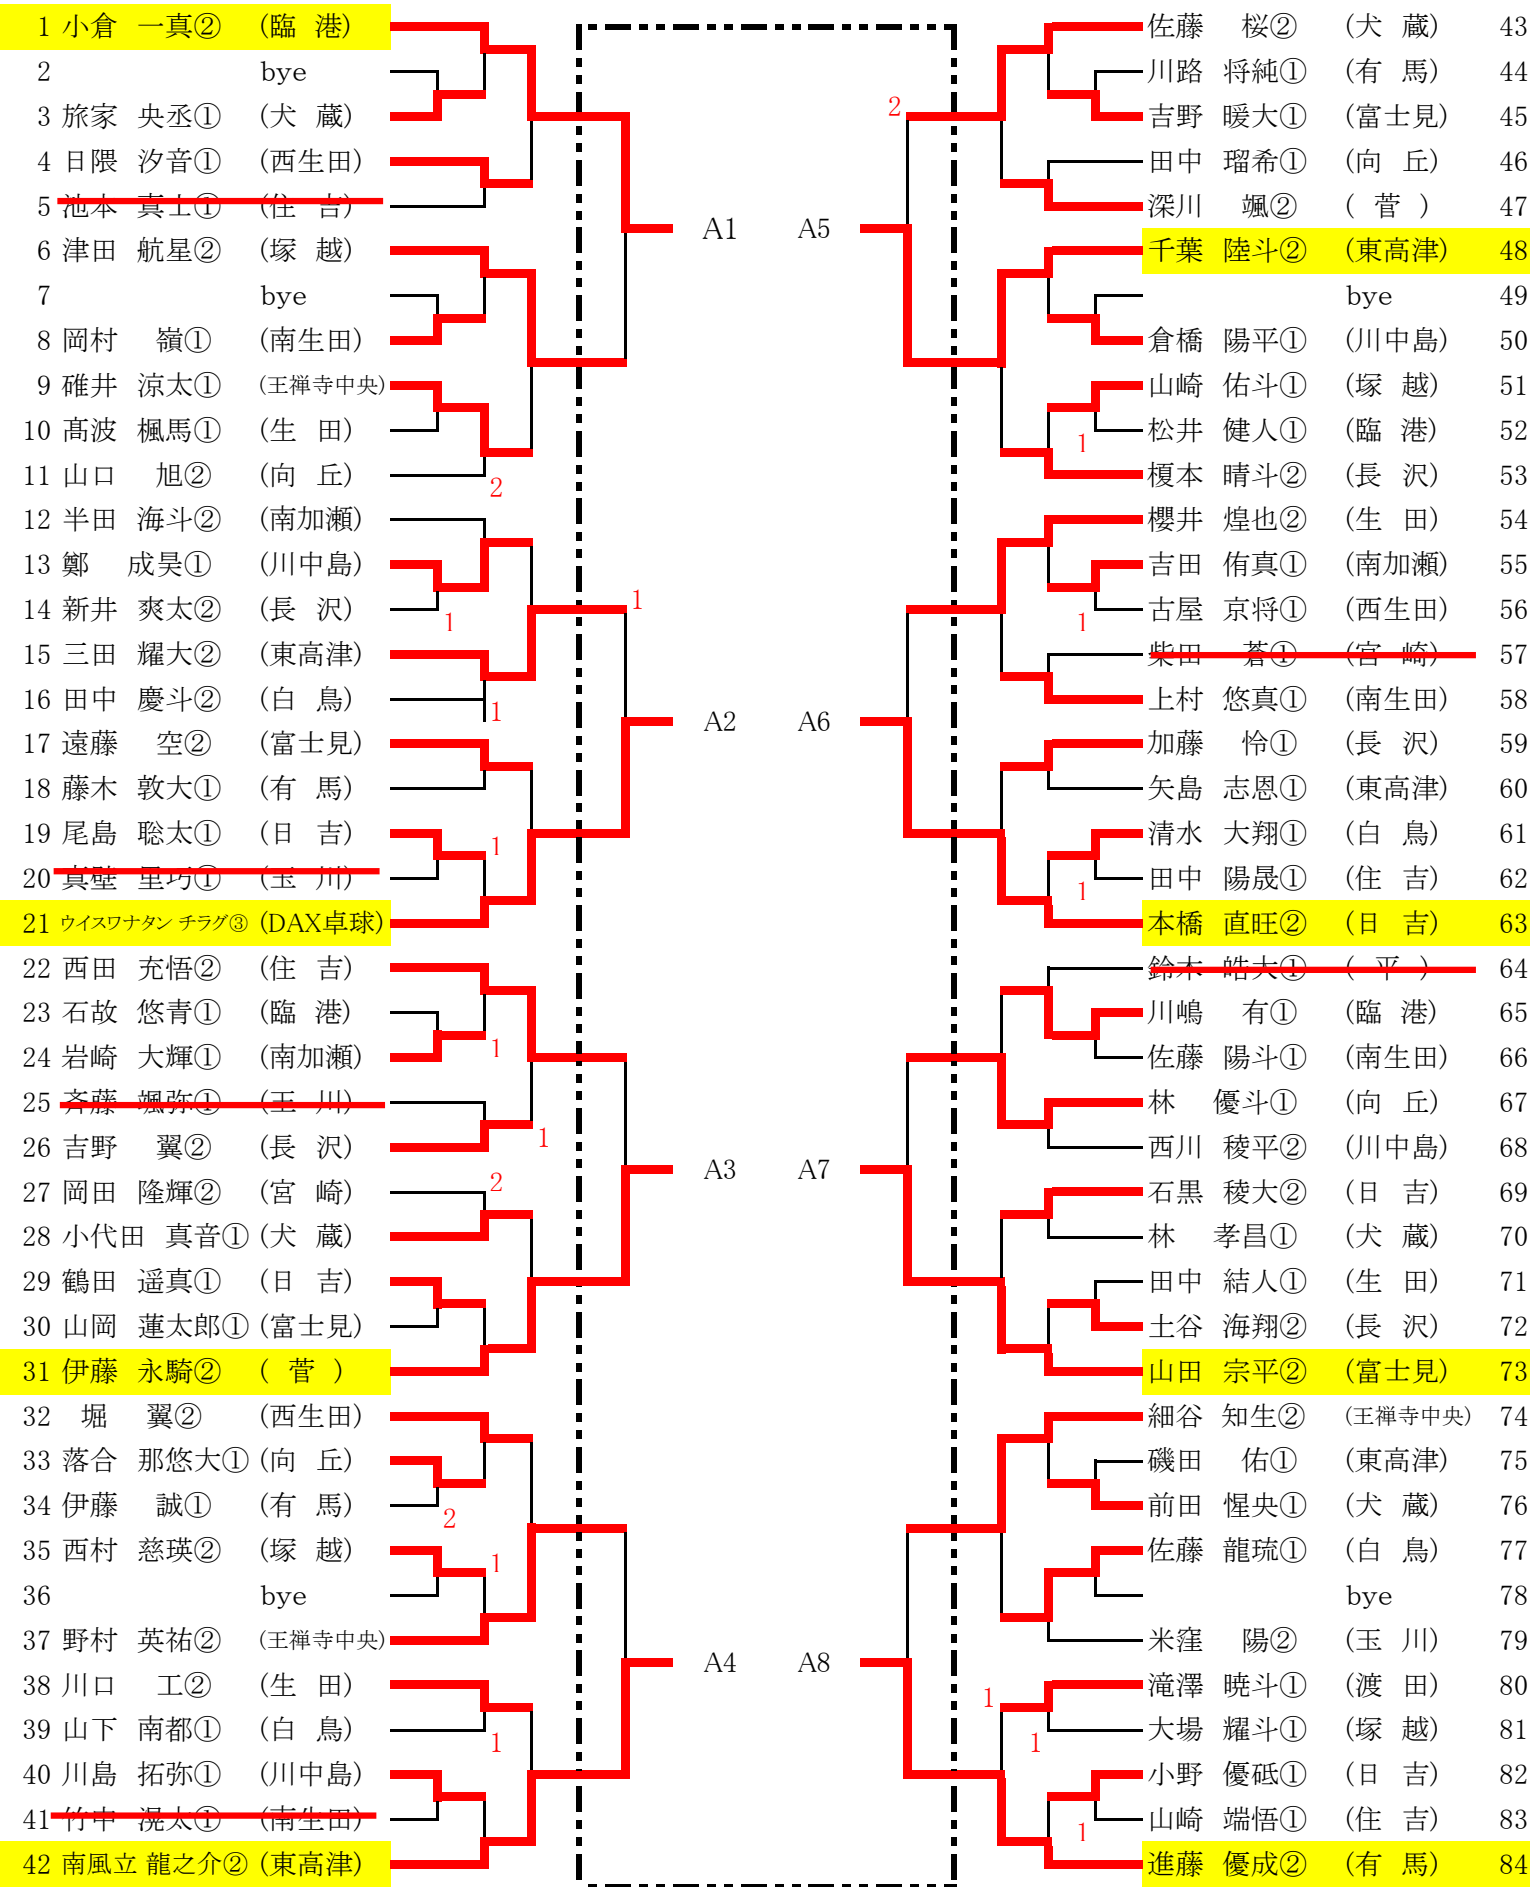 1 小倉 一真② (臨 港)
2 bye
3 旅家 央丞① (犬 蔵)
4 日隈 汐音① (西生田)
5 池本 真士① (住 吉)
6 津田 航星② (塚 越)
7 bye
8 岡村 嶺① (南生田)
9 碓井 涼太① (王禅寺中央)
10 髙波 楓馬① (生 田)
11 山口 旭② (向 丘)
2
12 半田 海斗② (南加瀬)
13 鄭 成昊① (川中島)
14 新井 爽太② (長 沢)
1
1
15 三田 耀大② (東高津)
16 田中 慶斗② (白 鳥)
1
17 遠藤 空② (富士見)
18 藤木 敦大① (有 馬)
19 尾島 聡太① (日 吉)
1
20 真壁 里巧① (玉 川)
21 ウイスワナタン チラグ③ (DAX卓球)
22 西田 充悟② (住 吉)
23 石故 悠青① (臨 港)
24 岩崎 大輝① (南加瀬)
1
25 斉藤 颯弥① (玉 川)
26 吉野 翼② (長 沢)
1
27 岡田 隆輝② (宮 崎)
2
28 小代田 真音① (犬 蔵)
29 鶴田 遥真① (日 吉)
30 山岡 蓮太郎① (富士見)
31 伊藤 永騎② ( 菅 )
32 堀 翼② (西生田)
33 落合 那悠大① (向 丘)
34 伊藤 誠① (有 馬)
2
35 西村 慈瑛② (塚 越)
1
36 bye
37 野村 英祐② (王禅寺中央)
38 川口 工② (生 田)
39 山下 南都① (白 鳥)
1
40 川島 拓弥① (川中島)
41 竹中 滉太① (南生田)
42 南風立 龍之介② (東高津)
A1 A5
A2 A6
A3 A7
A4 A8
佐藤 桜② (犬 蔵) 43
川路 将純① (有 馬) 44
2
吉野 暖大① (富士見) 45
田中 瑠希① (向 丘) 46
深川 颯② ( 菅 ) 47
千葉 陸斗② (東高津) 48
bye 49
倉橋 陽平① (川中島) 50
山崎 佑斗① (塚 越) 51
松井 健人① (臨 港) 52
1
榎本 晴斗② (長 沢) 53
櫻井 煌也② (生 田) 54
吉田 侑真① (南加瀬) 55
古屋 京将① (西生田) 56
1
柴田 蒼① (宮 崎) 57
上村 悠真① (南生田) 58
加藤 怜① (長 沢) 59
矢島 志恩① (東高津) 60
清水 大翔① (白 鳥) 61
田中 陽晟① (住 吉) 62
1
本橋 直旺② (日 吉) 63
鈴木 皓大① ( 平 ) 64
川嶋 有① (臨 港) 65
佐藤 陽斗① (南生田) 66
林 優斗① (向 丘) 67
西川 稜平② (川中島) 68
石黒 稜大② (日 吉) 69
林 孝昌① (犬 蔵) 70
田中 結人① (生 田) 71
土谷 海翔② (長 沢) 72
山田 宗平② (富士見) 73
細谷 知生② (王禅寺中央) 74
磯田 佑① (東高津) 75
前田 惺央① (犬 蔵) 76
佐藤 龍琉① (白 鳥) 77
bye 78
米窪 陽② (玉 川) 79
滝澤 暁斗① (渡 田) 80
1
大場 耀斗① (塚 越) 81
1
小野 優砥① (日 吉) 82
山崎 端悟① (住 吉) 83
1
進藤 優成② (有 馬) 84